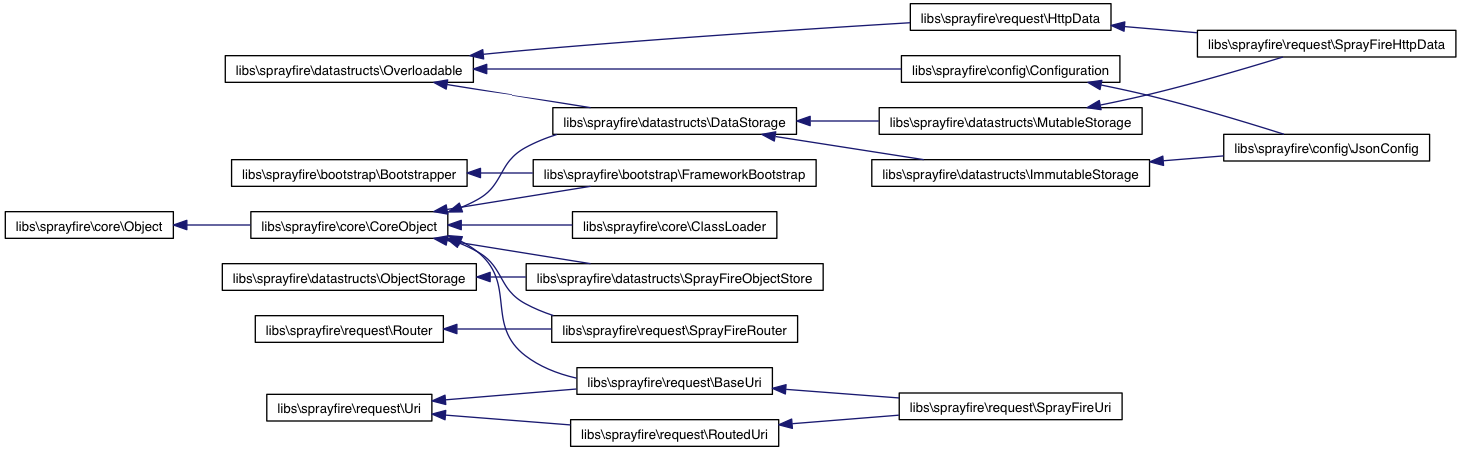 libs\sprayfire\request\HttpData
libs\sprayfire\request\SprayFireHttpData
libs\sprayfire\datastructs\Overloadable
libs\sprayfire\config\Configuration
libs\sprayfire\datastructs\DataStorage
libs\sprayfire\datastructs\MutableStorage
libs\sprayfire\config\JsonConfig
libs\sprayfire\bootstrap\Bootstrapper
libs\sprayfire\bootstrap\FrameworkBootstrap
libs\sprayfire\datastructs\ImmutableStorage
libs\sprayfire\core\Object
libs\sprayfire\core\CoreObject
libs\sprayfire\core\ClassLoader
libs\sprayfire\datastructs\ObjectStorage
libs\sprayfire\datastructs\SprayFireObjectStore
libs\sprayfire\request\Router
libs\sprayfire\request\SprayFireRouter
libs\sprayfire\request\BaseUri
libs\sprayfire\request\Uri
libs\sprayfire\request\SprayFireUri
libs\sprayfire\request\RoutedUri